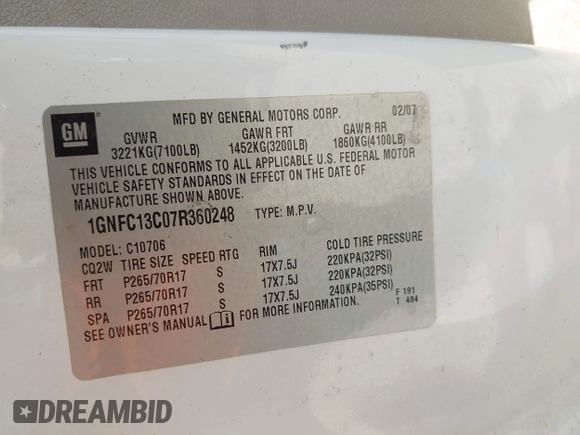 GM
MFD BY GENERAL MOTORS CORP. 02/07
GVWR GAWR FRT GAWR RR
3221KG(7100LB) 1452KG(3200LB) 1860KG(4100LB)
THIS VEHICLE CONFORMS TO ALL APPLICABLE U.S. FEDERAL MOTOR
VEHICLE SAFETY STANDARDS IN EFFECT ON THE DATE OF
MANUFACTURE SHOWN ABOVE.
1GNFC13C07R360248 TYPE: M.P.V.
MODEL: C10706
CQ2W TIRE SIZE SPEED RTG RIM COLD TIRE PRESSURE
FRT P265/70R17 S 17X7.5J 220KPA(32PSI)
RR P265/70R17 S 17X7.5J 220KPA(32PSI)
SPA P265/70R17 S 17X7.5J 240KPA(35PSI)
SEE OWNER'S MANUAL FOR MORE INFORMATION.
F 191
T 484
DREAMBID